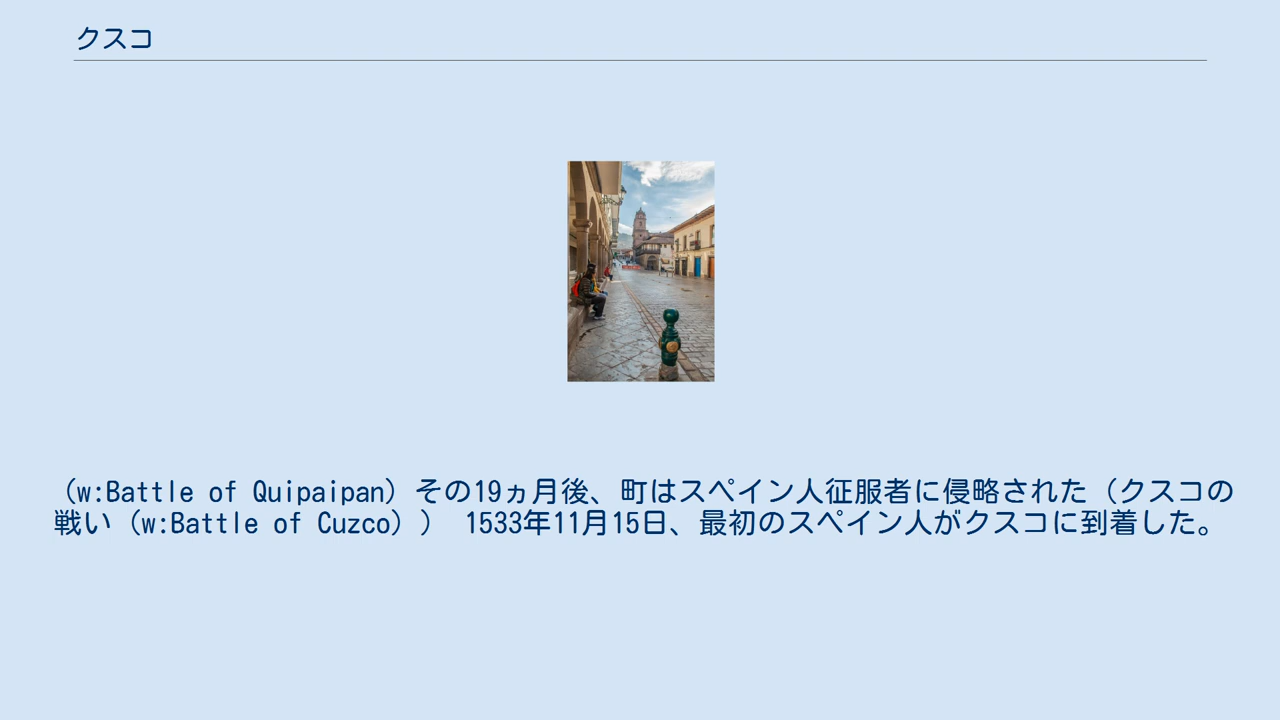 クスコ
（w:Battle of Quipaipan）その19ヵ月後、町はスペイン人征服者に侵略された（クスコの
戦い（w:Battle of Cuzco）） 1533年11月15日、最初のスペイン人がクスコに到着した。